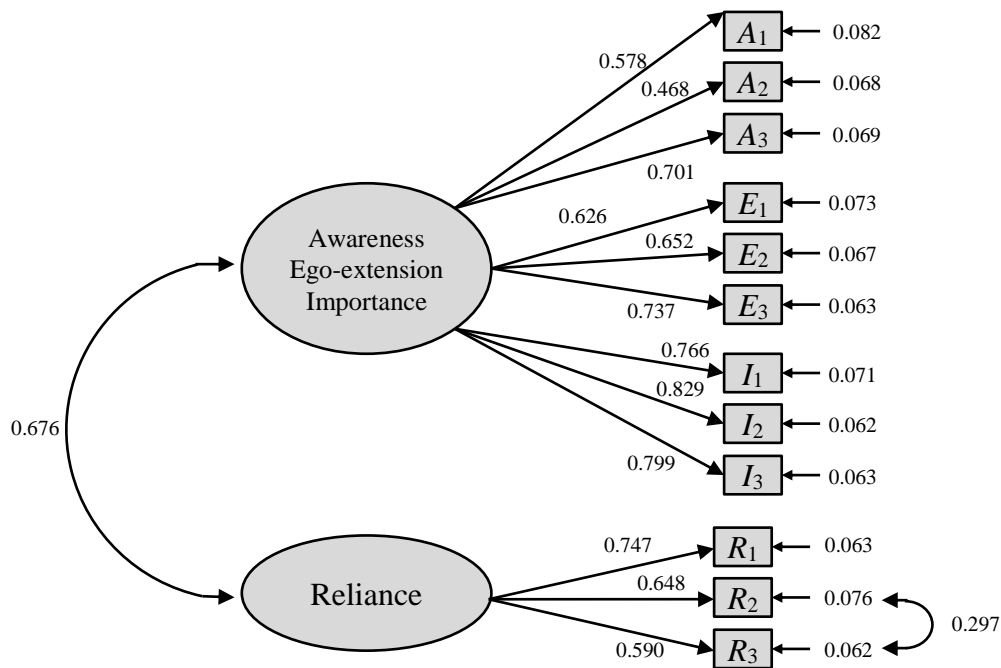 A1
0.082
0.578
A2
0.068
0.468
A3
0.069
0.701
E1
0.073
0.626
Awareness
Ego-extension
Importance
0.652
E2
0.067
0.737
E3
0.063
0.766
I1
0.071
0.829
I2
0.062
0.676
0.799
I3
0.063
0.747
R1
0.063
Reliance
0.648
R2
0.076
0.297
0.590
R3
0.062